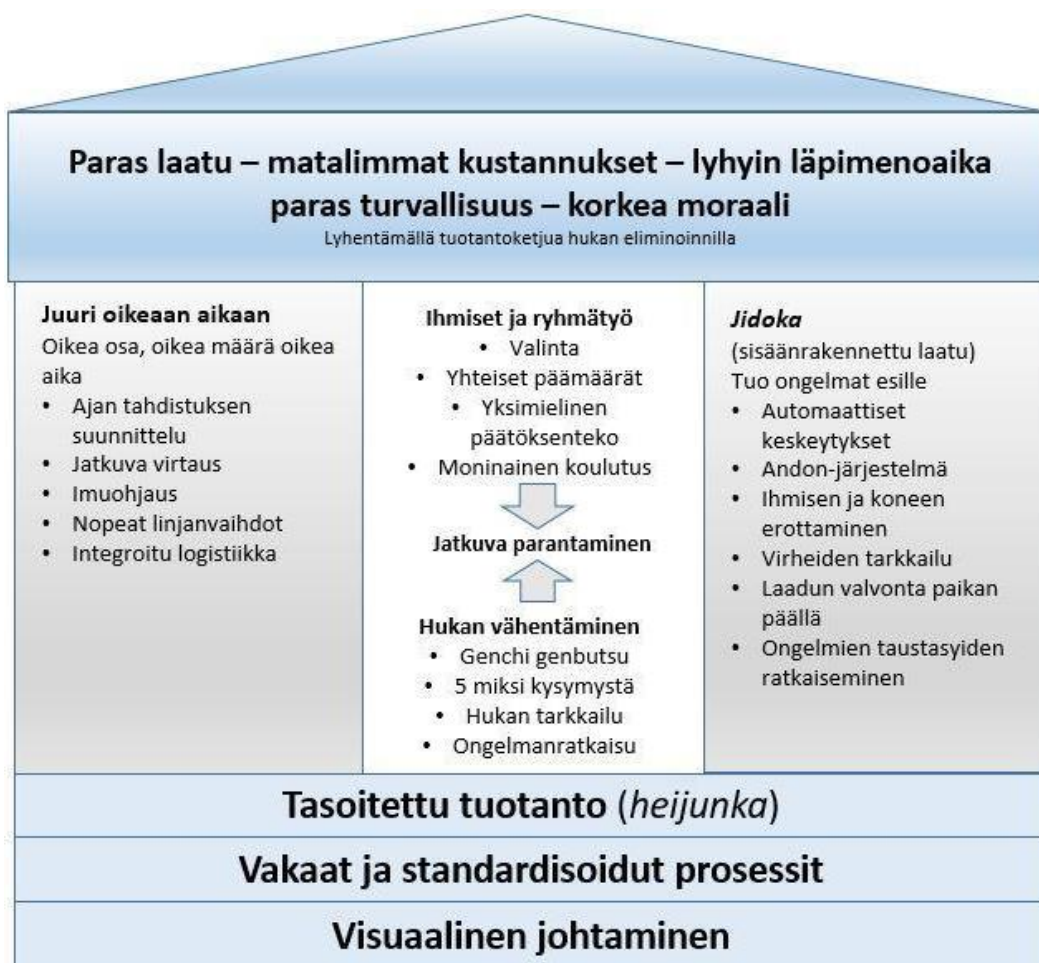 Paras laatu – matalimmat kustannukset – lyhyin läpimenoaika
paras turvallisuus – korkea moraali
Lyhentämällä tuotantoketjua hukan eliminoinnilla
Juuri oikeaan aikaan
Oikea osa, oikea määrä oikea
aika
• Ajan tahdistuksen
suunnittelu
• Jatkuva virtaus
• Imuohjaus
• Nopeat linjanvaihdot
• Integroitu logistiikka
Ihmiset ja ryhmätyö
• Valinta
• Yhteiset päämäärät
• Yksimielinen
päätöksenteko
• Moninainen koulutus
Jatkuva parantaminen
Hukan vähentäminen
• Genchi genbutsu
• 5 miksi kysymystä
• Hukan tarkkailu
• Ongelmanratkaisu
Jidoka
(sisäänrakennettu laatu)
Tuo ongelmat esille
• Automaattiset
keskeytykset
• Andon-järjestelmä
• Ihmisen ja koneen
erottaminen
• Virheiden tarkkailu
• Laadun valvonta paikan
päällä
• Ongelmien taustasyiden
ratkaiseminen
Tasoitettu tuotanto (heijunka)
Vakaat ja standardisoidut prosessit
Visuaalinen johtaminen